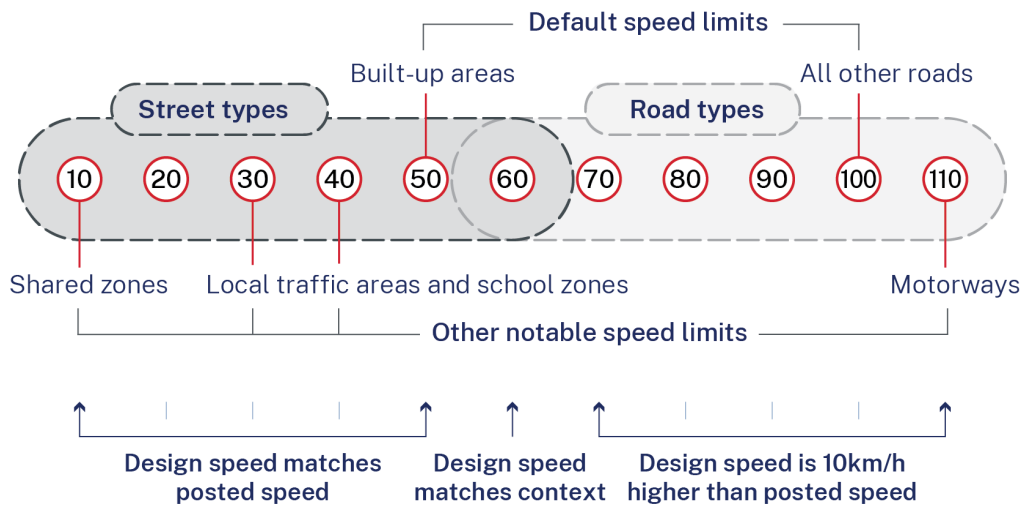 Default speed limits
Built-up areas
All other roads
Street types
Road types
10 20 30 40 50 60 70 80 90 100 110
Shared zones
Local traffic areas and school zones
Motorways
Other notable speed limits
Design speed matches
posted speed
Design speed
matches context
Design speed is 10km/h
higher than posted speed